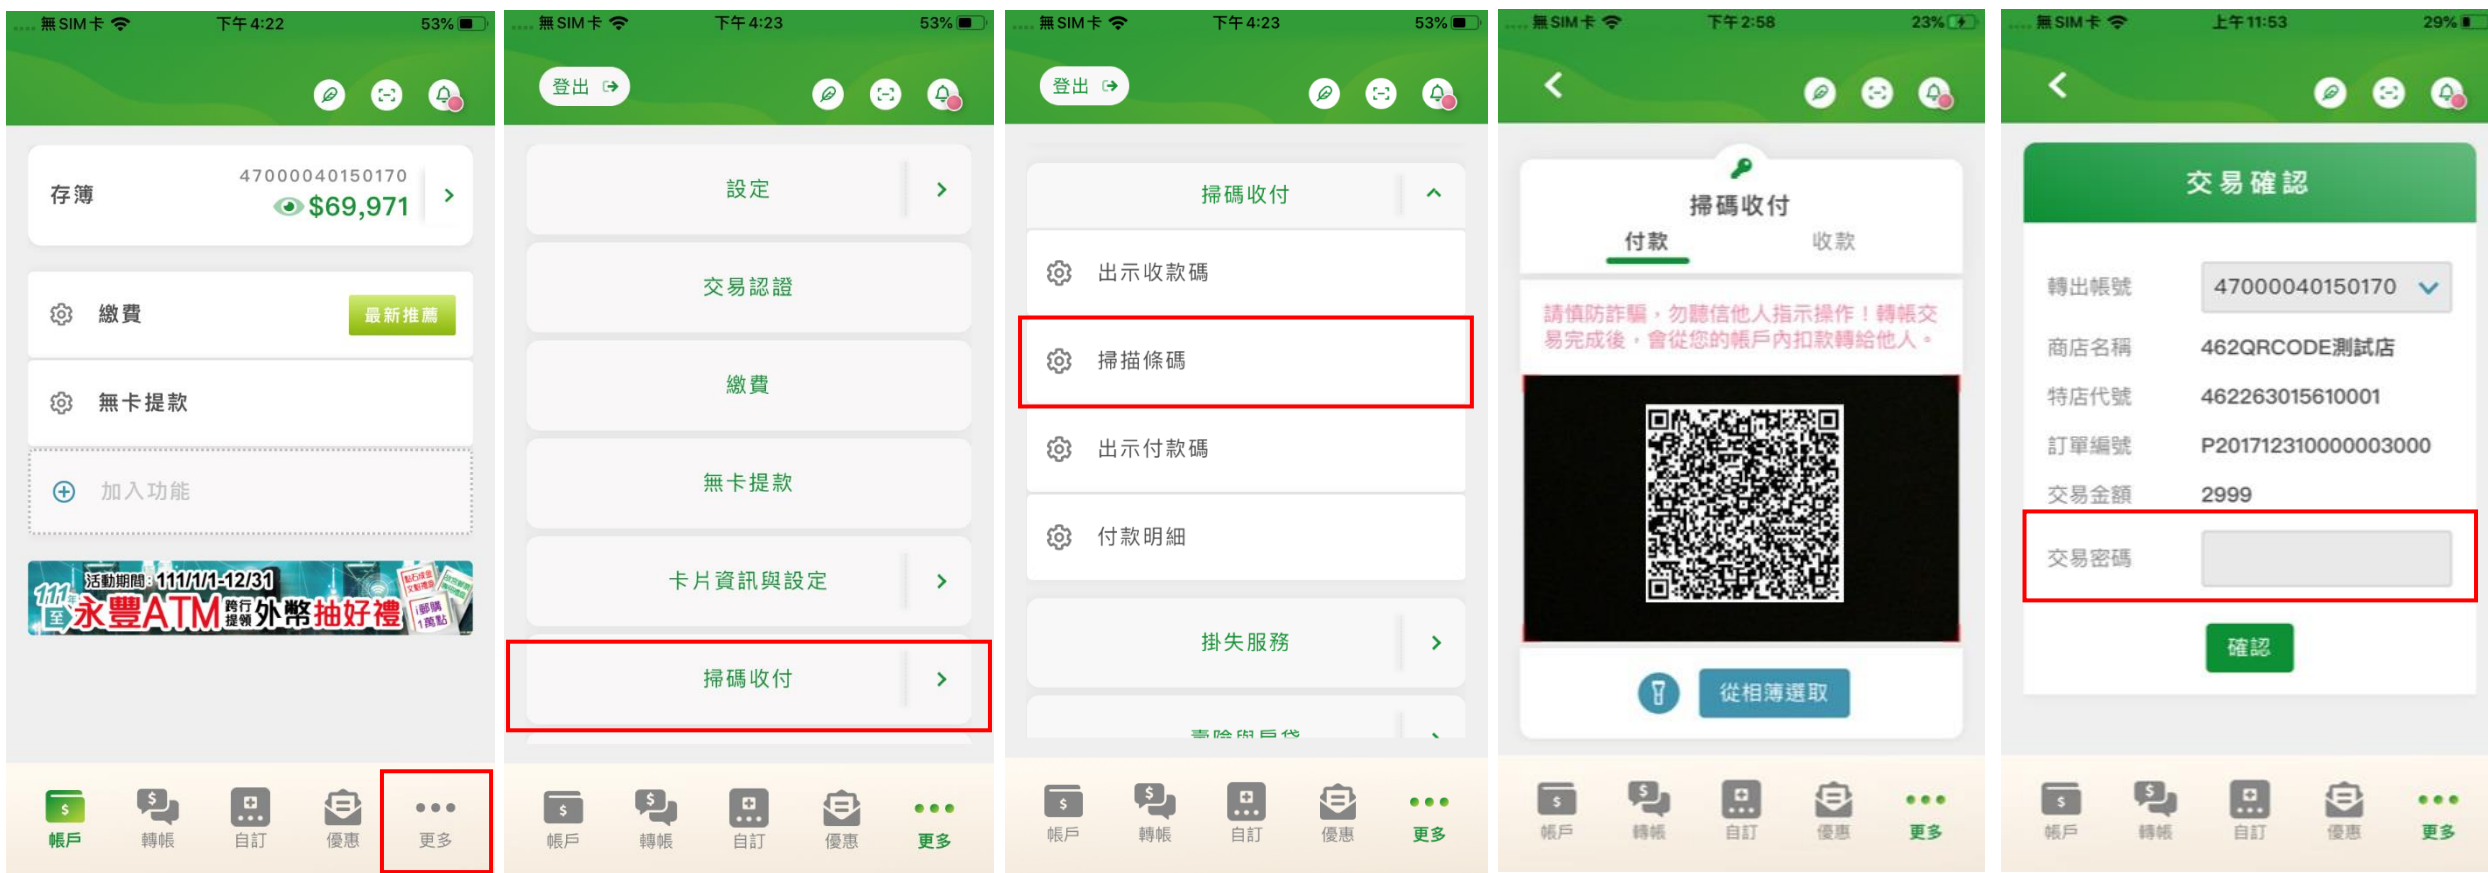 無SIM卡
下午4:22
53%
存簿
47000040150170
$69,971
繳費
最新推薦
無卡提款
加入功能
活動期間:111/1/1-12/31
永豐ATM跨行提領外幣抽好禮
帳戶
轉帳
自訂
優惠
更多
無SIM卡
下午4:23
53%
登出
設定
交易認證
繳費
無卡提款
卡片資訊與設定
掃碼收付
帳戶
轉帳
自訂
優惠
更多
無SIM卡
下午4:23
53%
登出
掃碼收付
出示收款碼
掃描條碼
出示付款碼
付款明細
掛失服務
帳戶
轉帳
自訂
優惠
更多
無SIM卡
下午2:58
23%
掃碼收付
付款
收款
請慎防詐騙，勿聽信他人指示操作！轉帳交
易完成後，會從您的帳戶內扣款轉給他人。
從相簿選取
帳戶
轉帳
自訂
優惠
更多
無SIM卡
上午11:53
29%
交易確認
轉出帳號
47000040150170
商店名稱
462QRCODE測試店
特店代號
462263015610001
訂單編號
P201712310000003000
交易金額
2999
交易密碼
確認
帳戶
轉帳
自訂
優惠
更多